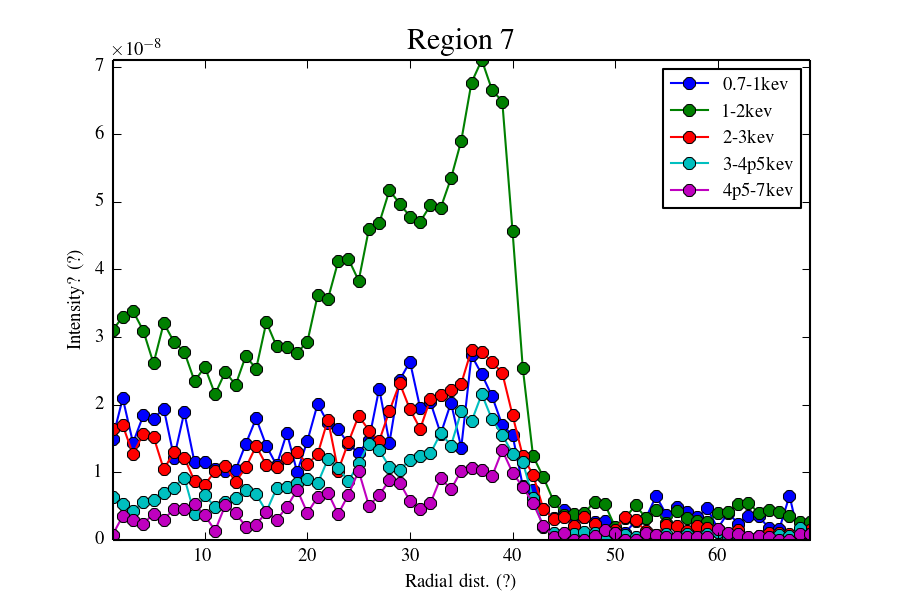 Region 7
×10⁻⁸
7
6
5
4
3
2
1
0
Intensity? (?)
10 20 30 40 50 60
Radial dist. (?)
0.7-1kev
1-2kev
2-3kev
3-4p5kev
4p5-7kev